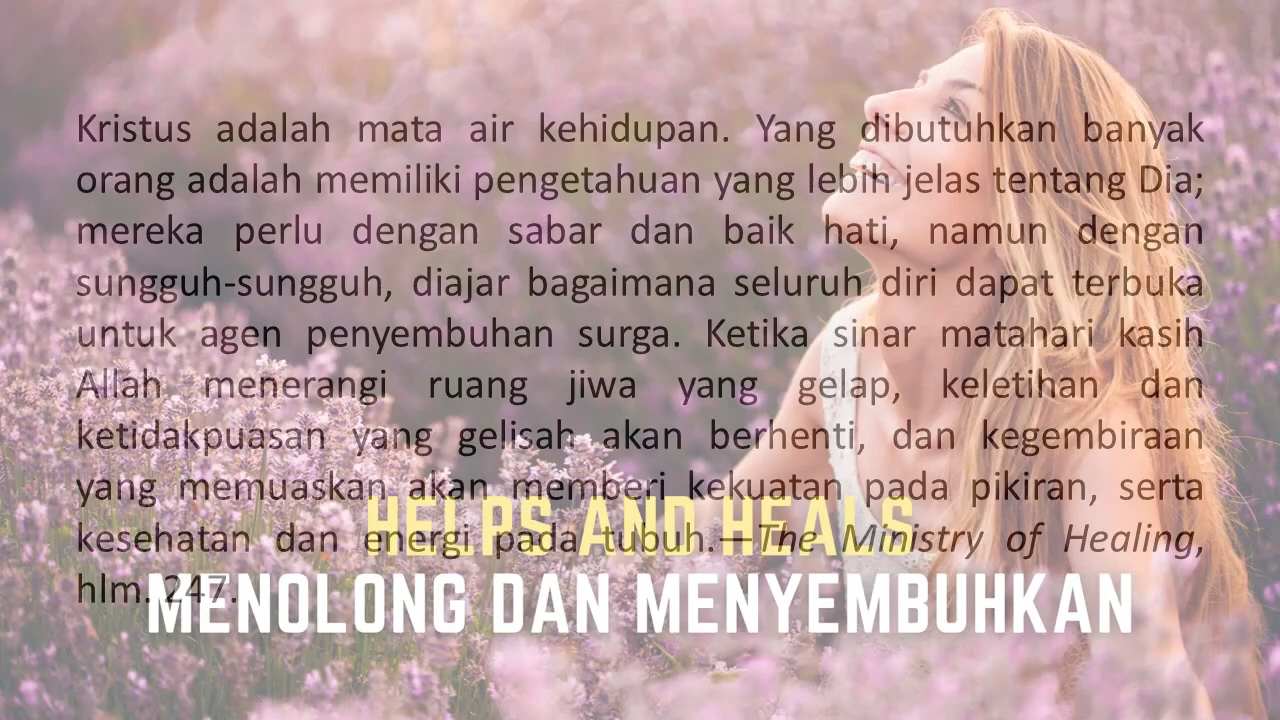 Kristus adalah mata air kehidupan. Yang dibutuhkan banyak
orang adalah memiliki pengetahuan yang lebih jelas tentang Dia;
mereka perlu dengan sabar dan baik hati, namun dengan
sungguh-sungguh, diajar bagaimana seluruh diri dapat terbuka
untuk agen penyembuhan surga. Ketika sinar matahari kasih
Allah menerangi ruang jiwa yang gelap, keletihan dan
ketidakpuasan yang gelisah akan berhenti, dan kegembiraan
yang memuaskan akan memberi kekuatan pada pikiran, serta
kesehatan dan energi pada tubuh.—The Ministry of Healing,
hlm. 247.
HELPS AND HEALS
MENOLONG DAN MENYEMBUHKAN